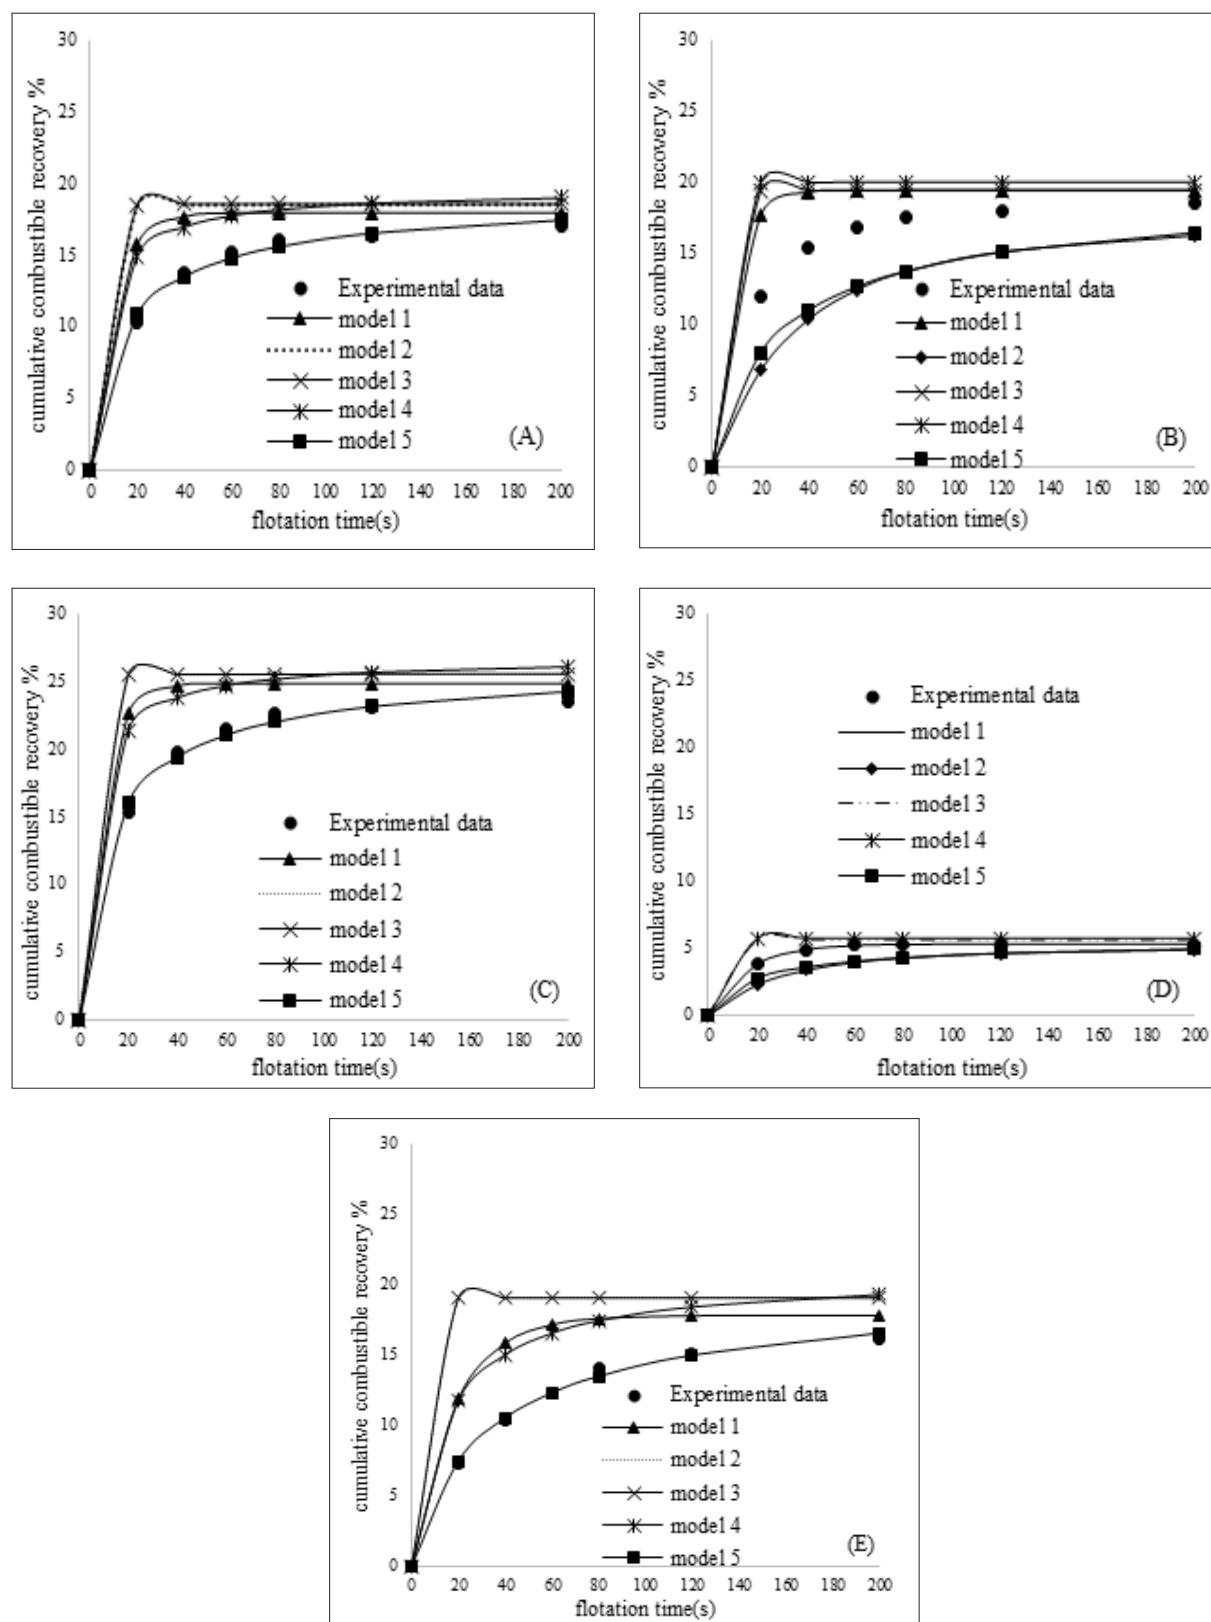 cumulative combustible recovery %
30
25
20
15
10
5
0
Experimental data
model 1
model 2
model 3
model 4
model 5
(A)
0 20 40 60 80 100 120 140 160 180 200
flotation time(s)
cumulative combustible recovery %
30
25
20
15
10
5
0
Experimental data
model 1
model 2
model 3
model 4
model 5
(B)
0 20 40 60 80 100 120 140 160 180 200
flotation time(s)
cumulative combustible recovery %
30
25
20
15
10
5
0
Experimental data
model 1
model 2
model 3
model 4
model 5
(C)
0 20 40 60 80 100 120 140 160 180 200
flotation time(s)
cumulative combustible recovery %
30
25
20
15
10
5
0
Experimental data
model 1
model 2
model 3
model 4
model 5
(D)
0 20 40 60 80 100 120 140 160 180 200
flotation time(s)
cumulative combustible recovery %
30
25
20
15
10
5
0
Experimental data
model 1
model 2
model 3
model 4
model 5
(E)
0 20 40 60 80 100 120 140 160 180 200
flotation time(s)